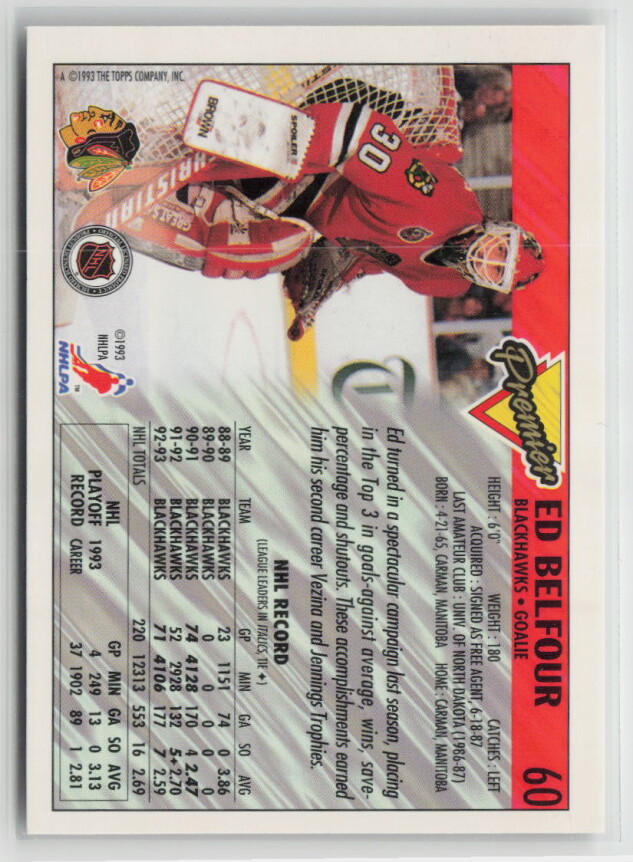 60
ED BELFOUR
BLACKHAWKS • GOALIE
Premier
HEIGHT: 6'0" WEIGHT: 180 CATCHES: LEFT
ACQUIRED: SIGNED AS FREE AGENT, 6-18-87
LAST AMATEUR CLUB: UNIV. OF NORTH DAKOTA (1986-87)
BORN: 4-21-65, CARMAN, MANITOBA HOME: CARMAN, MANITOBA
Ed turned in a spectacular campaign last season, placing
in the Top 3 in goals-against average, wins, save-
percentage and shutouts. These accomplishments earned
him his second career Vezina and Jennings Trophies.
NHL RECORD
(LEAGUE LEADERS IN ITALICS, TIE ♦)
YEAR TEAM GP MIN GA SO AVG
88-89 BLACKHAWKS 23 1151 74 0 3.86
89-90 BLACKHAWKS 0 0 0 0
90-91 BLACKHAWKS 74 4128 170 4 2.47
91-92 BLACKHAWKS 52 2928 132 5♦ 2.70
92-93 BLACKHAWKS 71 4106 177 7 2.59
NHL TOTALS 220 12313 553 16 2.69
NHL GP MIN GA SO AVG
PLAYOFF 1993 4 249 13 0 3.13
RECORD CAREER 37 1902 89 1 2.81
30
SPOILER
BROWN
CHRISTIAN
GREATS
NHL
©1993
NHLPA
NHLPA™
A ©1993 THE TOPPS COMPANY, INC.